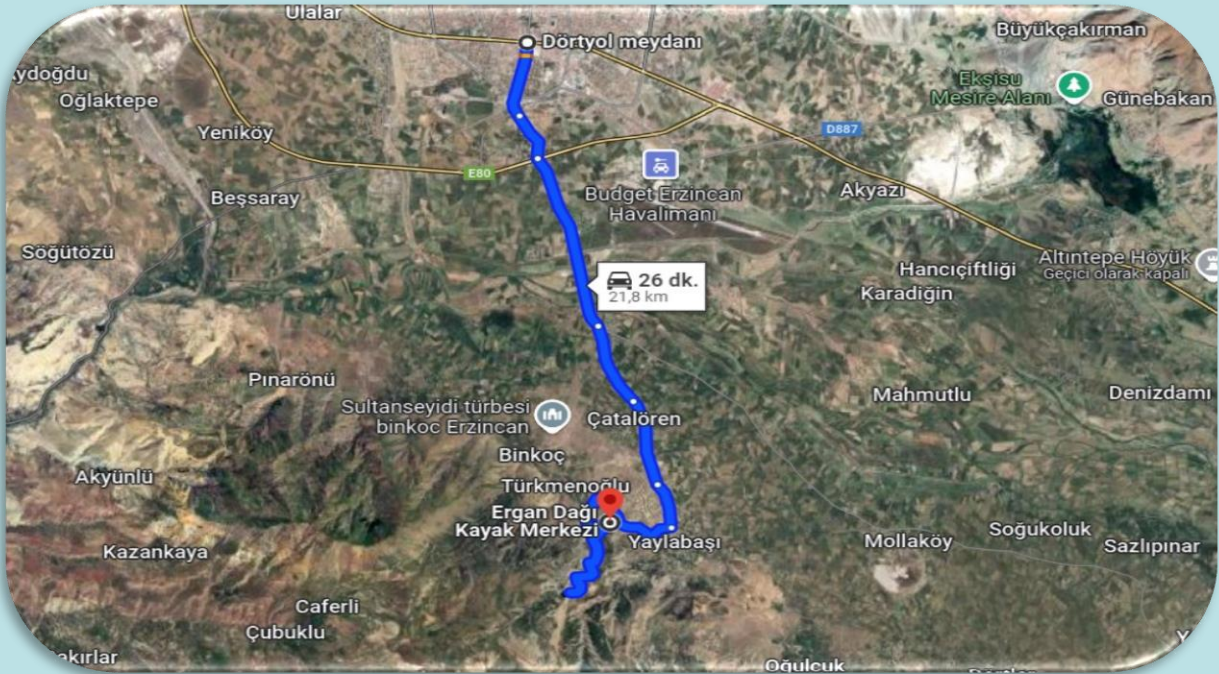 Ulalar
Dörtyol meydanı
Büyükçakırman
Aydoğdu
Oğlaktepe
Ekşisu
Mesire Alanı
Günebakan
Yeniköy
D887
E80
Budget Erzincan
Havalimanı
Akyazı
Beşsaray
Söğütözü
Hancıçiftliği
Altıntepe Höyük
Geçici olarak kapalı
26 dk.
21,8 km
Karadiğin
Pınarönü
Sultanseyidi türbesi
binkoc Erzincan
Çatalören
Mahmutlu
Denizdamı
Binkoç
Akyünlü
Türkmenoğlu
Ergan Dağı
Kayak Merkezi
Yaylabaşı
Mollaköy
Soğukoluk
Sazlıpınar
Kazankaya
Caferli
Çubuklu
akırlar
Oğulcuk